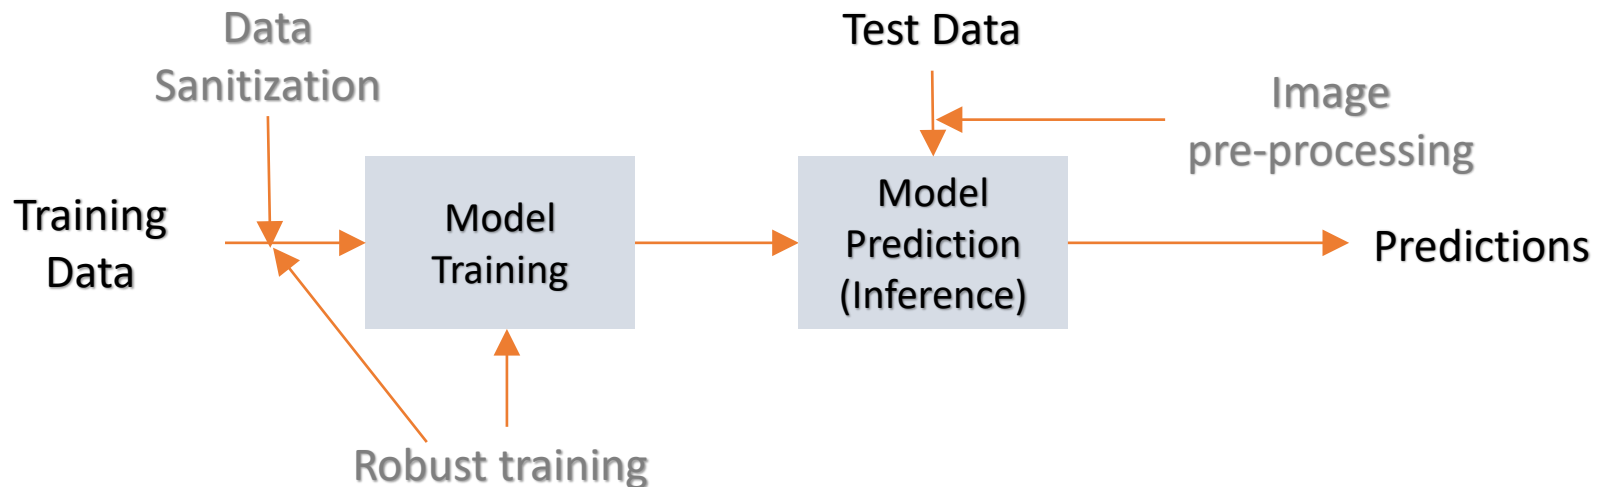 Data
Sanitization
Test Data
Image
pre-processing
Training
Data
Model
Training
Model
Prediction
(Inference)
Predictions
Robust training